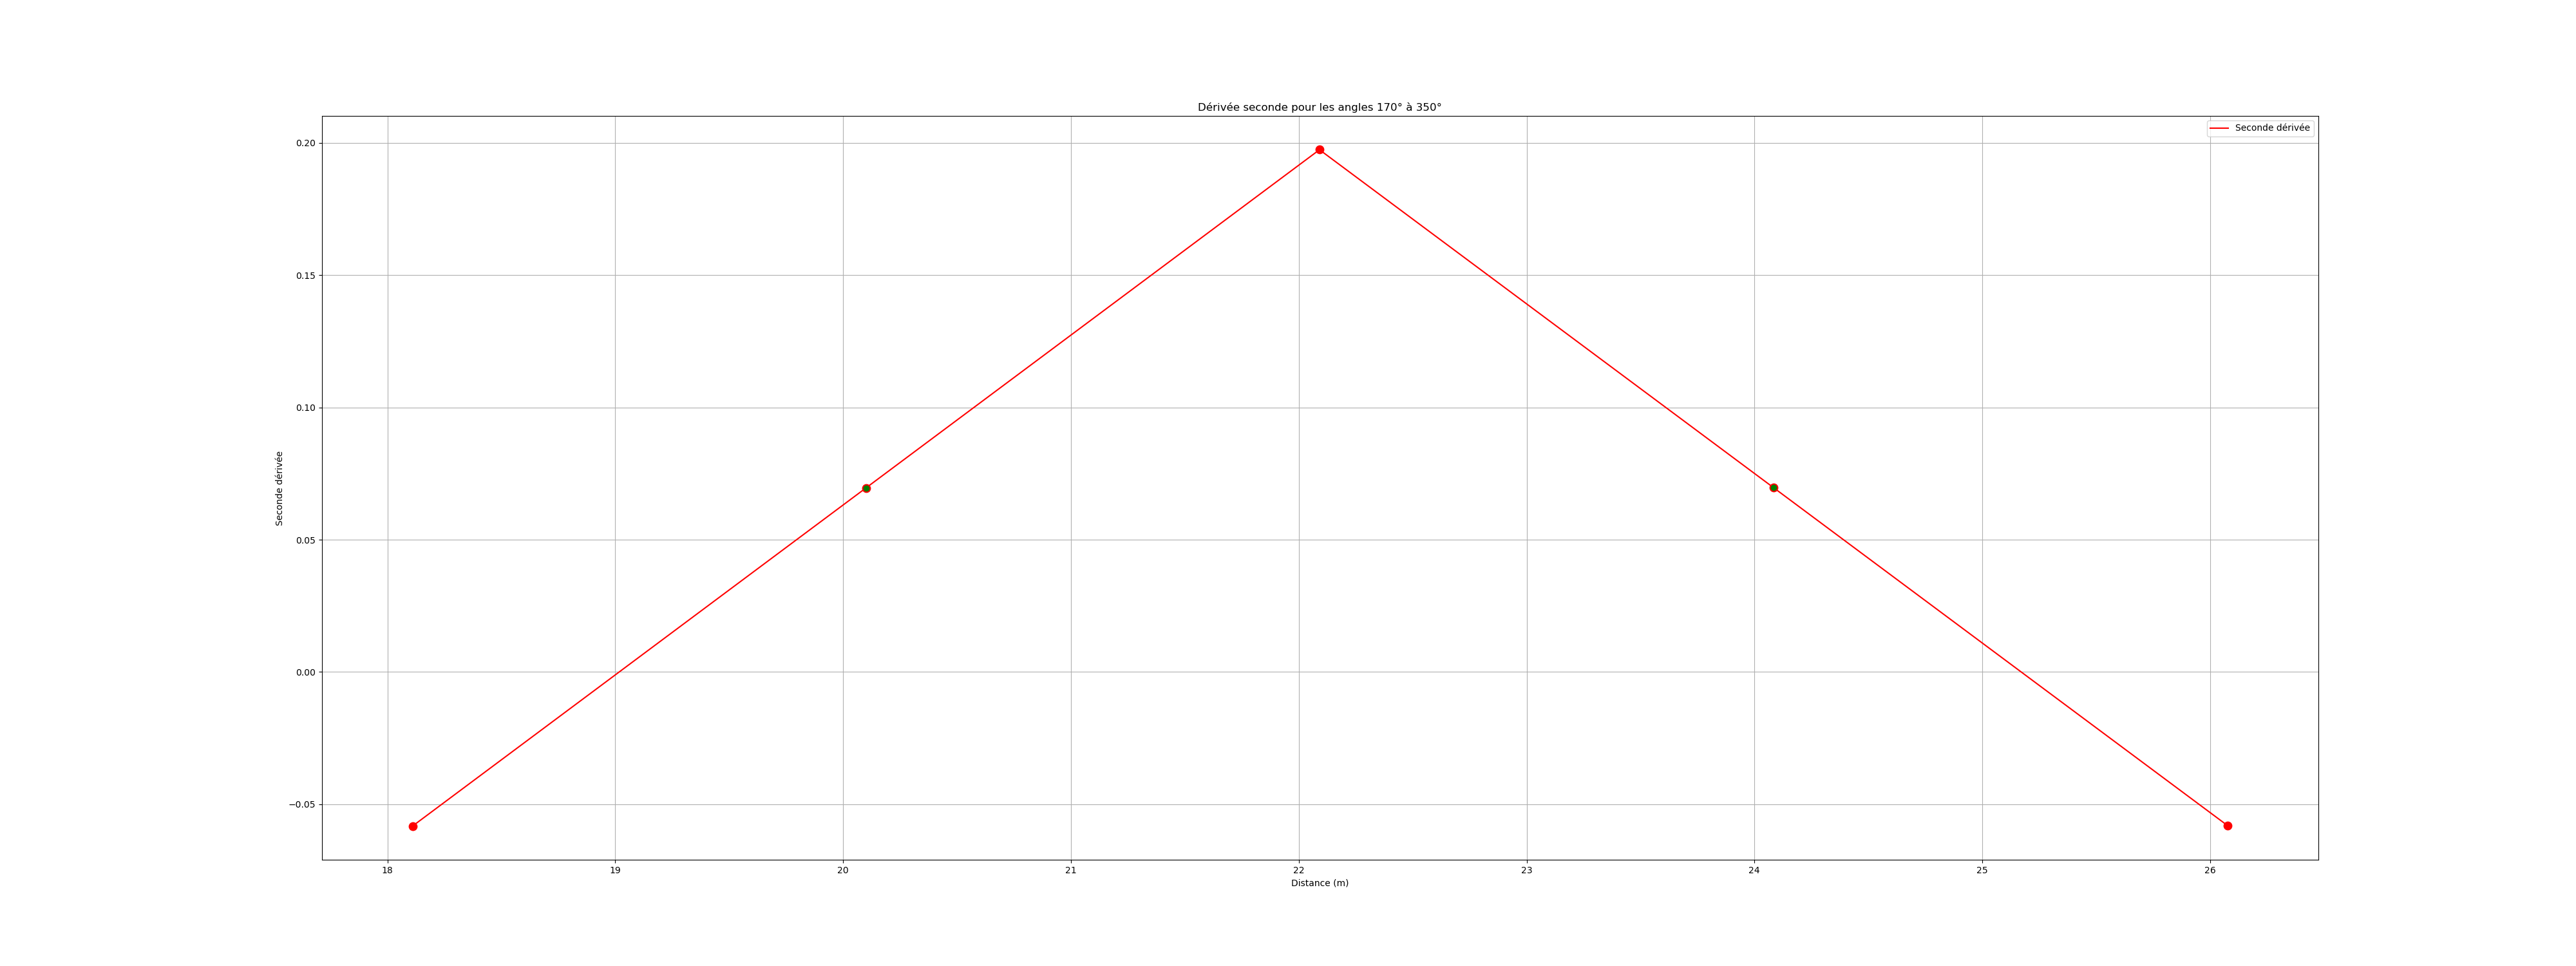 Dérivée seconde pour les angles 170° à 350°
Seconde dérivée
0.20
0.15
0.10
0.05
0.00
−0.05
Seconde dérivée
18 19 20 21 22 23 24 25 26
Distance (m)